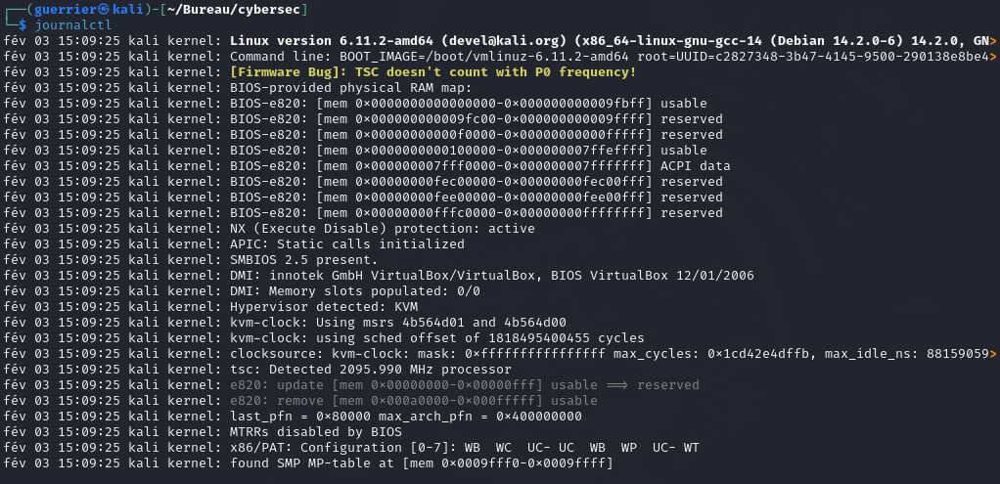 ┌──(guerrier㉿kali)-[~/Bureau/cybersec]
└─$ journalctl
fév 03 15:09:25 kali kernel: Linux version 6.11.2-amd64 (devel@kali.org) (x86_64-linux-gnu-gcc-14 (Debian 14.2.0-6) 14.2.0, GN>
fév 03 15:09:25 kali kernel: Command line: BOOT_IMAGE=/boot/vmlinuz-6.11.2-amd64 root=UUID=c2827348-3b47-4145-9500-290138e8be4>
fév 03 15:09:25 kali kernel: [Firmware Bug]: TSC doesn't count with P0 frequency!
fév 03 15:09:25 kali kernel: BIOS-provided physical RAM map:
fév 03 15:09:25 kali kernel: BIOS-e820: [mem 0x0000000000000000-0x000000000009fbff] usable
fév 03 15:09:25 kali kernel: BIOS-e820: [mem 0x000000000009fc00-0x000000000009ffff] reserved
fév 03 15:09:25 kali kernel: BIOS-e820: [mem 0x00000000000f0000-0x00000000000fffff] reserved
fév 03 15:09:25 kali kernel: BIOS-e820: [mem 0x0000000000100000-0x000000007ffeffff] usable
fév 03 15:09:25 kali kernel: BIOS-e820: [mem 0x000000007fff0000-0x000000007fffffff] ACPI data
fév 03 15:09:25 kali kernel: BIOS-e820: [mem 0x00000000fec00000-0x00000000fec00fff] reserved
fév 03 15:09:25 kali kernel: BIOS-e820: [mem 0x00000000fee00000-0x00000000fee00fff] reserved
fév 03 15:09:25 kali kernel: BIOS-e820: [mem 0x00000000fffc0000-0x00000000ffffffff] reserved
fév 03 15:09:25 kali kernel: NX (Execute Disable) protection: active
fév 03 15:09:25 kali kernel: APIC: Static calls initialized
fév 03 15:09:25 kali kernel: SMBIOS 2.5 present.
fév 03 15:09:25 kali kernel: DMI: innotek GmbH VirtualBox/VirtualBox, BIOS VirtualBox 12/01/2006
fév 03 15:09:25 kali kernel: DMI: Memory slots populated: 0/0
fév 03 15:09:25 kali kernel: Hypervisor detected: KVM
fév 03 15:09:25 kali kernel: kvm-clock: Using msrs 4b564d01 and 4b564d00
fév 03 15:09:25 kali kernel: kvm-clock: using sched offset of 1818495400455 cycles
fév 03 15:09:25 kali kernel: clocksource: kvm-clock: mask: 0xffffffffffffffff max_cycles: 0x1cd42e4dffb, max_idle_ns: 88159059>
fév 03 15:09:25 kali kernel: tsc: Detected 2095.990 MHz processor
fév 03 15:09:25 kali kernel: e820: update [mem 0x00000000-0x00000fff] usable ==> reserved
fév 03 15:09:25 kali kernel: e820: remove [mem 0x000a0000-0x000fffff] usable
fév 03 15:09:25 kali kernel: last_pfn = 0x80000 max_arch_pfn = 0x400000000
fév 03 15:09:25 kali kernel: MTRRs disabled by BIOS
fév 03 15:09:25 kali kernel: x86/PAT: Configuration [0-7]: WB  WC  UC- UC  WB  WP  UC- WT
fév 03 15:09:25 kali kernel: found SMP MP-table at [mem 0x0009fff0-0x0009ffff]